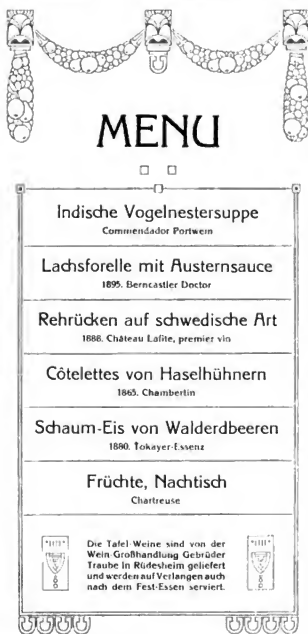 MENU
Indische Vogelnestersuppe
Commendador Portwein
Lachsforelle mit Austernsauce
1895. Berncastler Doctor
Rehrücken auf schwedische Art
1888. Château Lafite, premier vin
Côtelettes von Haselhühnern
1865. Chambertin
Schaum-Eis von Walderdbeeren
1880. Tokayer-Essenz
Früchte, Nachtisch
Chartreuse
Die Tafel-Weine sind von der
Wein-Großhandlung Gebrüder
Traube in Rüdesheim geliefert
und werden auf Verlangen auch
nach dem Fest-Essen serviert.